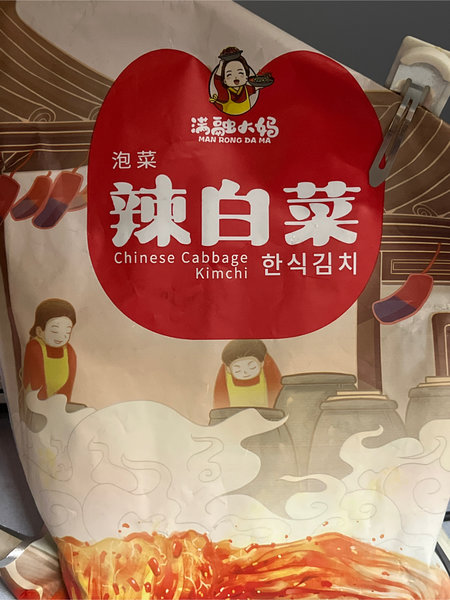 满融大妈
MAN RONG DA MA
泡菜
辣白菜
Chinese Cabbage
Kimchi
한식김치